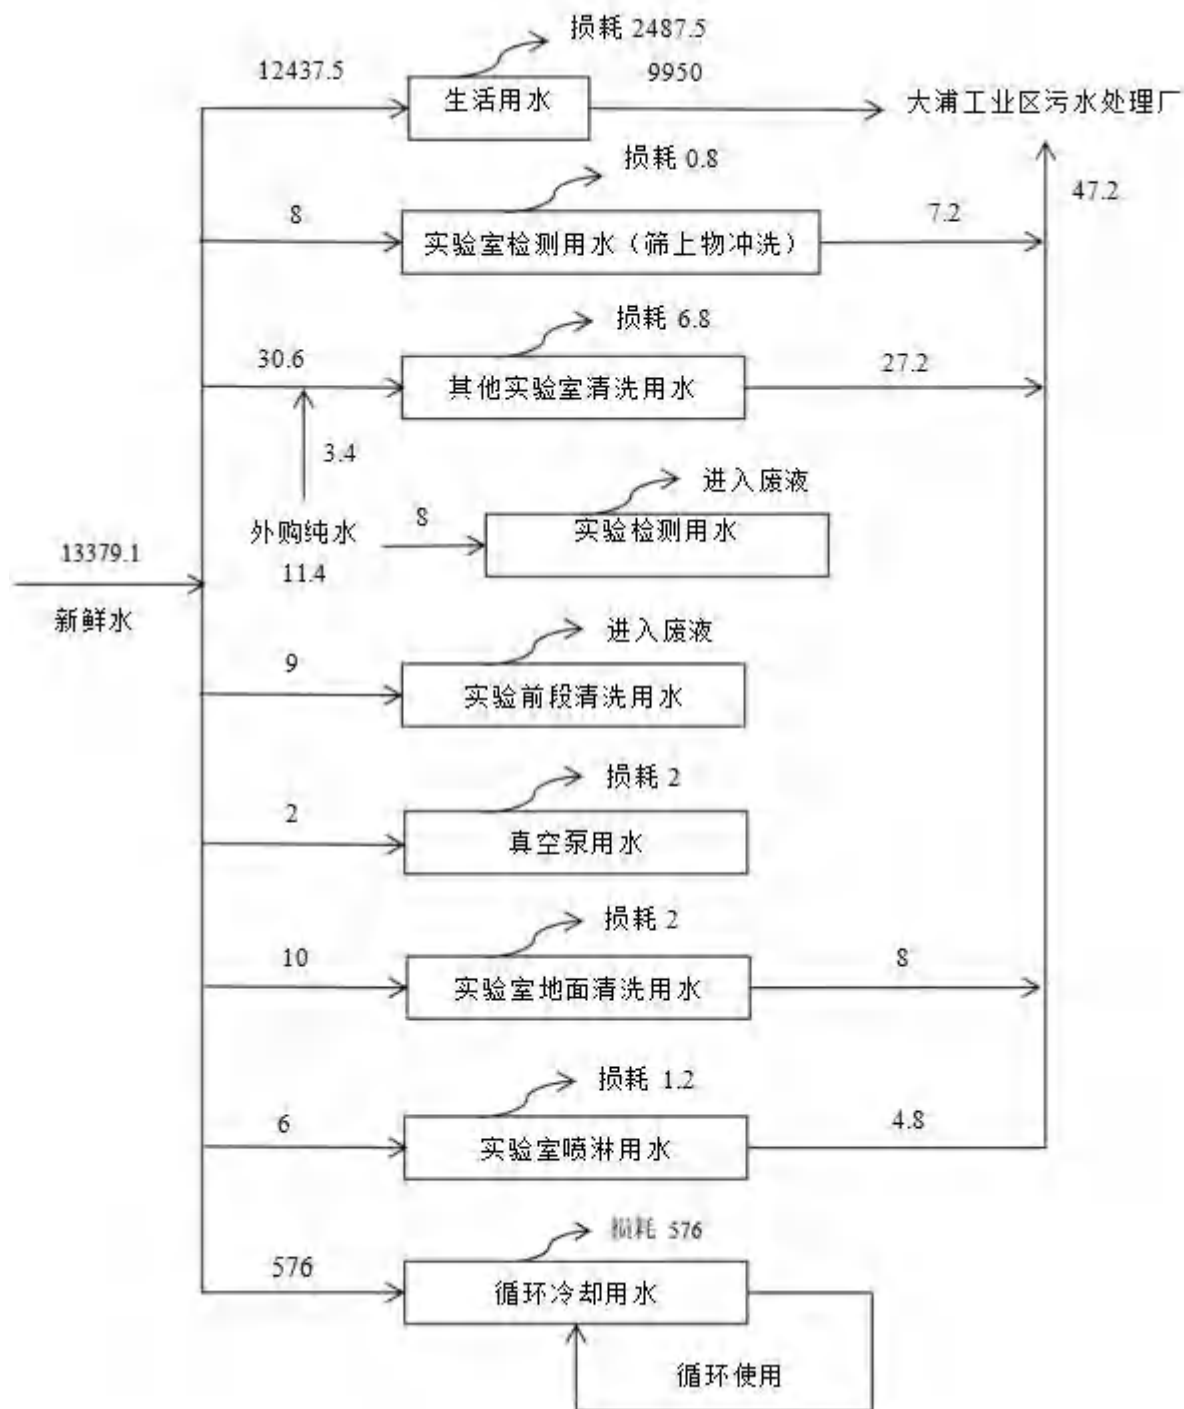 损耗 2487.5
12437.5
9950
生活用水
大浦工业区污水处理厂
损耗 0.8
47.2
8
7.2
实验室检测用水（筛上物冲洗）
损耗 6.8
30.6
27.2
其他实验室清洗用水
3.4
进入废液
8
外购纯水
实验检测用水
13379.1
11.4
新鲜水
进入废液
9
实验前段清洗用水
损耗 2
2
真空泵用水
损耗 2
10
8
实验室地面清洗用水
损耗 1.2
6
4.8
实验室喷淋用水
损耗 576
576
循环冷却用水
循环使用